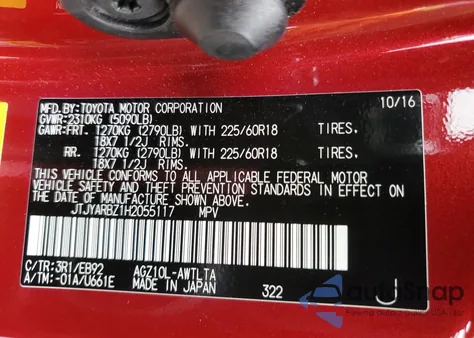 MFD. BY: TOYOTA MOTOR CORPORATION 10/16
GVWR: 2310KG (5090LB)
GAWR: FRT. 1270KG (2790LB) WITH 225/60R18 TIRES.
18X7 1/2J RIMS.
RR. 1270KG (2790LB) WITH 225/60R18 TIRES.
18X7 1/2J RIMS.
THIS VEHICLE CONFORMS TO ALL APPLICABLE FEDERAL MOTOR
VEHICLE SAFETY AND THEFT PREVENTION STANDARDS IN
EFFECT ON THE DATE OF MANUFACTURE SHOWN ABOVE.
JTJYARBZ1H2055117 MPV
C/TR: 3R1/EB92 AGZ10L-AWTLTA
A/TM: -01A/U661E MADE IN JAPAN 322 J
AutoSnap